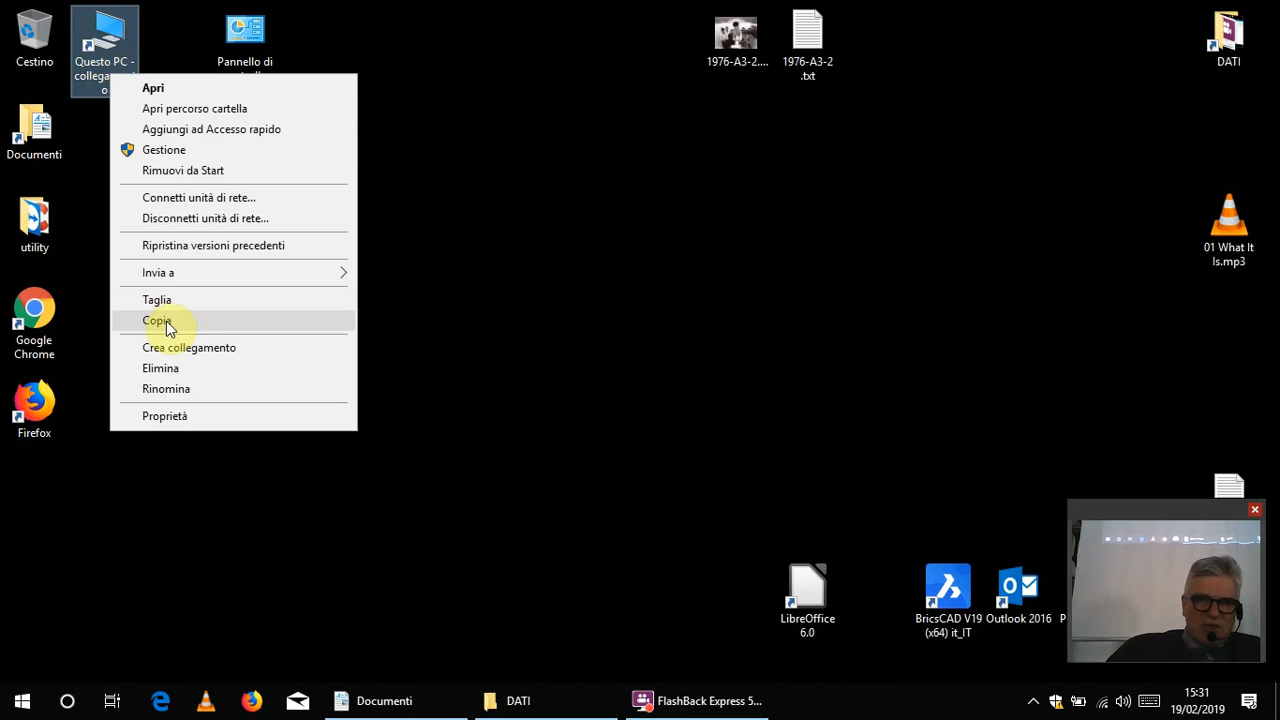 Cestino
Questo PC -
collegament
o
Pannello di
1976-A3-2....
1976-A3-2
.txt
DATI
Apri
Apri percorso cartella
Aggiungi ad Accesso rapido
Gestione
Rimuovi da Start
Connetti unità di rete...
Disconnetti unità di rete...
Ripristina versioni precedenti
Invia a
Taglia
Copia
Crea collegamento
Elimina
Rinomina
Proprietà
Documenti
utility
Google
Chrome
Firefox
01 What It
Is.mp3
LibreOffice
6.0
BricsCAD V19
(x64) it_IT
Outlook 2016
P
Documenti
DATI
FlashBack Express 5...
15:31
19/02/2019